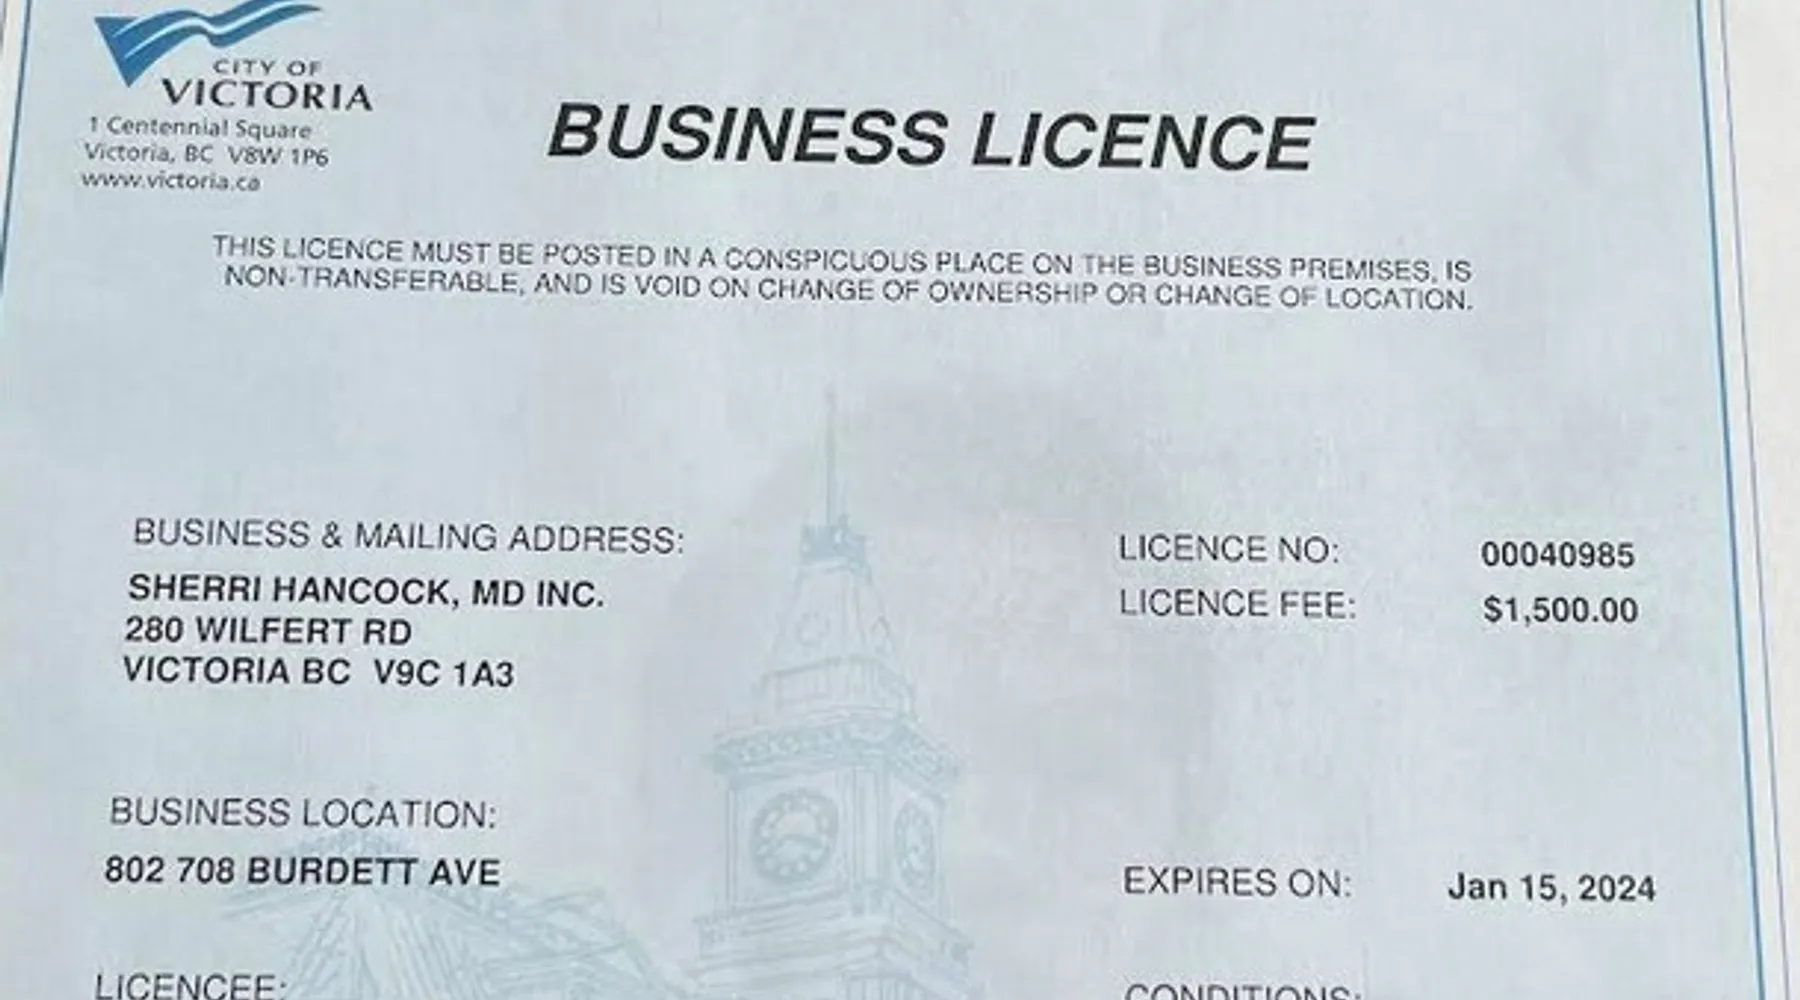 CITY OF
VICTORIA
1 Centennial Square
Victoria, BC V8W 1P6
www.victoria.ca
BUSINESS LICENCE
THIS LICENCE MUST BE POSTED IN A CONSPICUOUS PLACE ON THE BUSINESS PREMISES, IS
NON-TRANSFERABLE, AND IS VOID ON CHANGE OF OWNERSHIP OR CHANGE OF LOCATION.
BUSINESS & MAILING ADDRESS:
SHERRI HANCOCK, MD INC.
280 WILFERT RD
VICTORIA BC V9C 1A3
LICENCE NO: 00040985
LICENCE FEE: $1,500.00
BUSINESS LOCATION:
802 708 BURDETT AVE
EXPIRES ON: Jan 15, 2024
LICENCEE:
CONDITIONS: